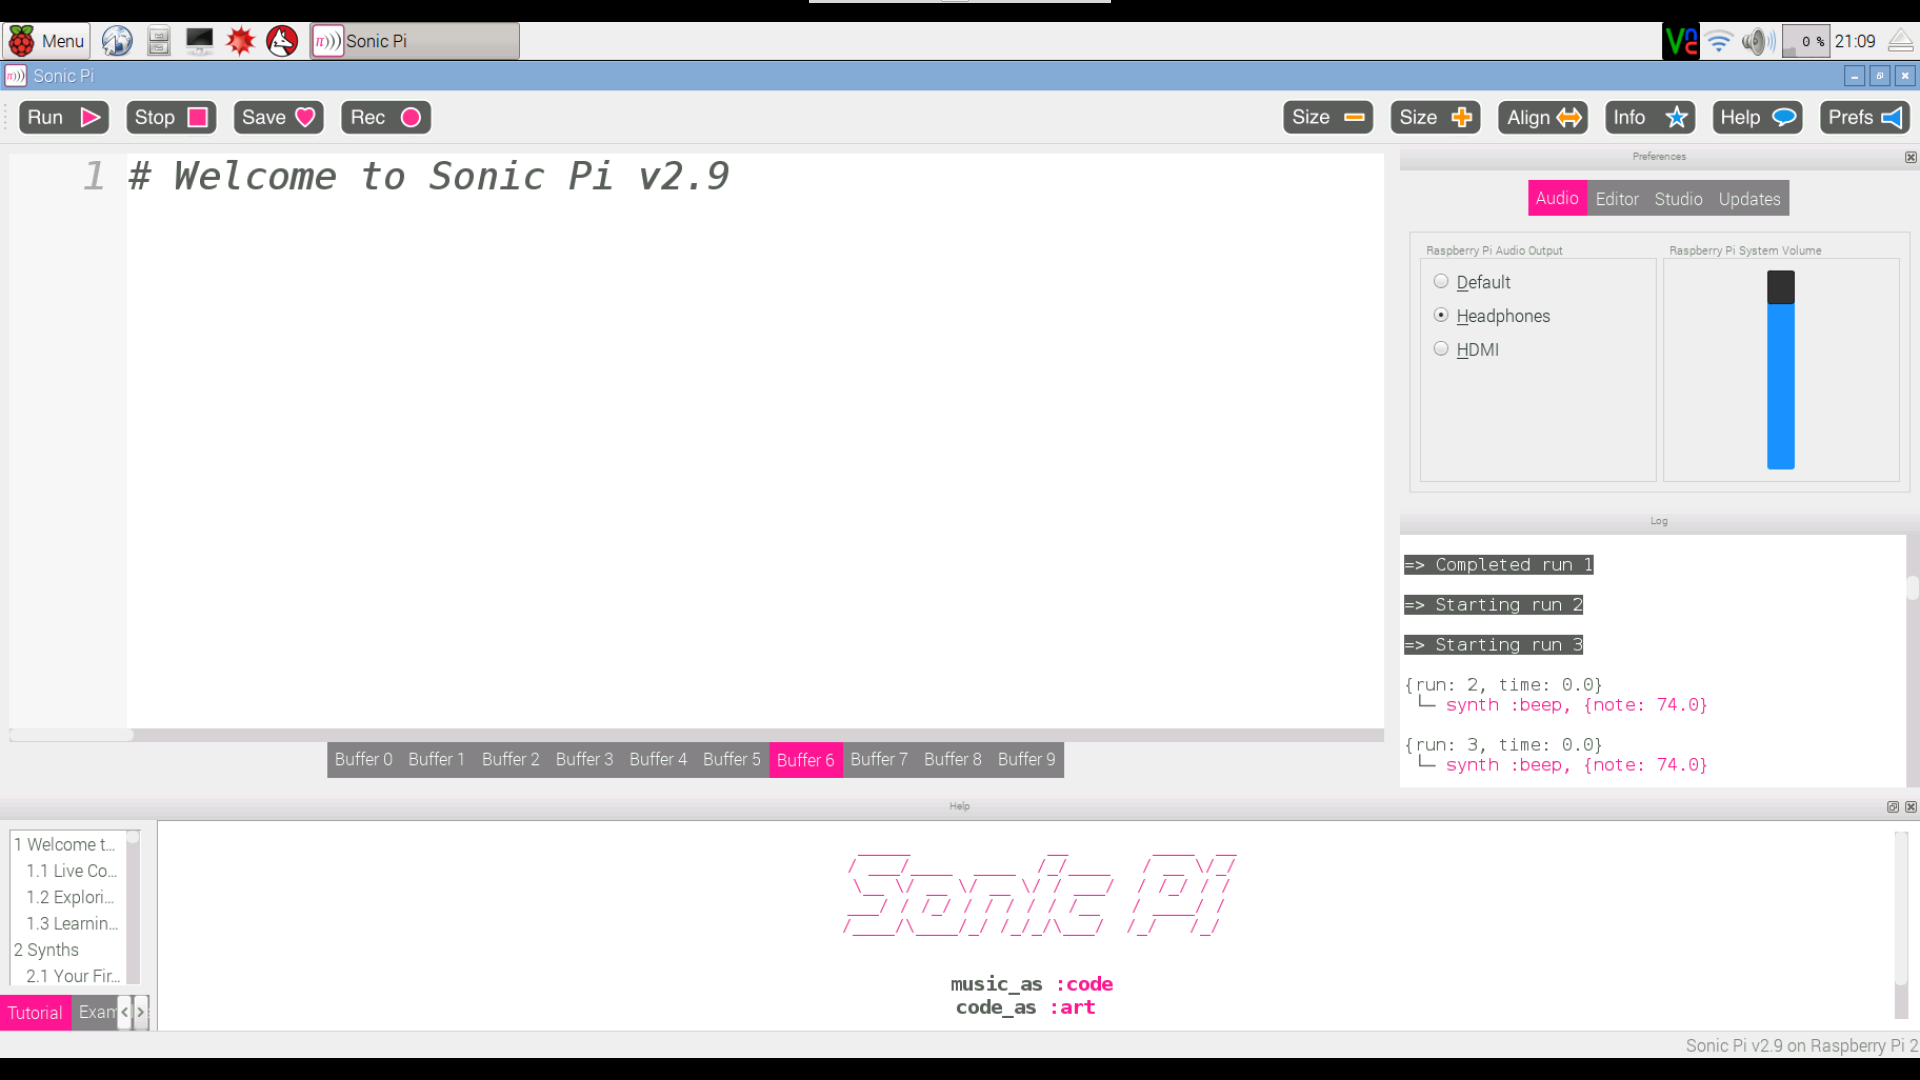 Menu
Sonic Pi
0 %
21:09
Sonic Pi
Run
Stop
Save
Rec
Size
Size
Align
Info
Help
Prefs
1 # Welcome to Sonic Pi v2.9
Preferences
Audio
Editor
Studio
Updates
Raspberry Pi Audio Output
Raspberry Pi System Volume
Default
Headphones
HDMI
Log
=> Completed run 1
=> Starting run 2
=> Starting run 3
{run: 2, time: 0.0}
└─ synth :beep, {note: 74.0}
{run: 3, time: 0.0}
└─ synth :beep, {note: 74.0}
Buffer 0
Buffer 1
Buffer 2
Buffer 3
Buffer 4
Buffer 5
Buffer 6
Buffer 7
Buffer 8
Buffer 9
Help
1 Welcome t...
1.1 Live Co...
1.2 Explori...
1.3 Learnin...
2 Synths
2.1 Your Fir...
Tutorial
Exam
Sonic Pi
music_as :code
code_as :art
Sonic Pi v2.9 on Raspberry Pi 2